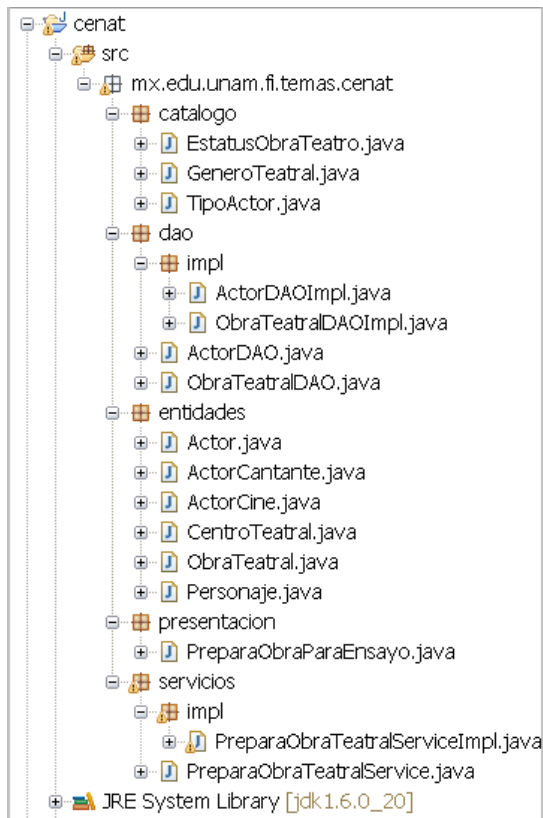 cenat
src
mx.edu.unam.fi.temas.cenat
catalogo
EstatusObraTeatro.java
GeneroTeatral.java
TipoActor.java
dao
impl
ActorDAOImpl.java
ObraTeatralDAOImpl.java
ActorDAO.java
ObraTeatralDAO.java
entidades
Actor.java
ActorCantante.java
ActorCine.java
CentroTeatral.java
ObraTeatral.java
Personaje.java
presentacion
PreparaObraParaEnsayo.java
servicios
impl
PreparaObraTeatralServiceImpl.java
PreparaObraTeatralService.java
JRE System Library [jdk1.6.0_20]